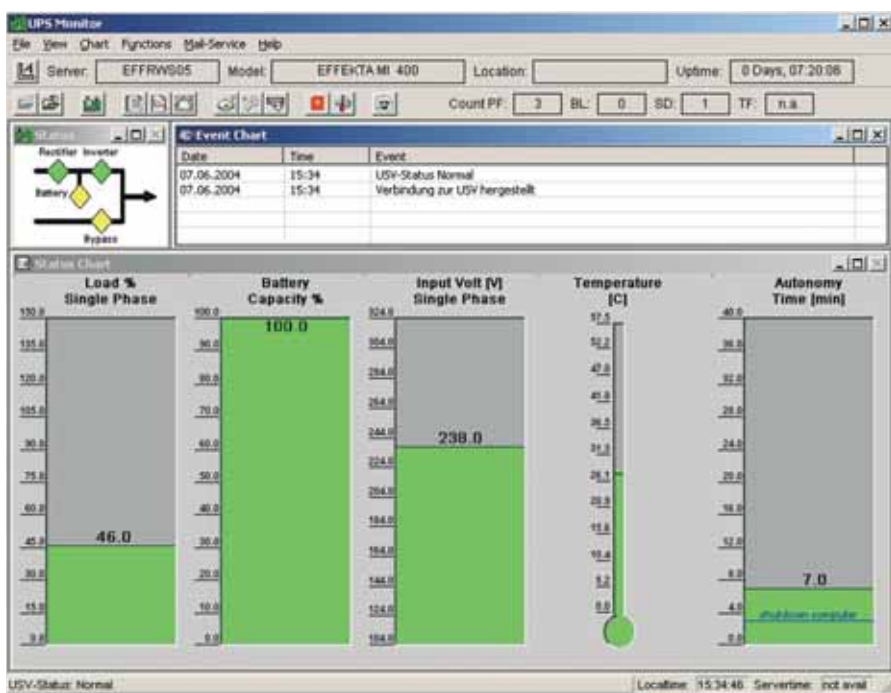 UPS Monitor
File View Chart Functions Mail-Service Help
Server: EFFRWS05 Model: EFFEKTA MI 400 Location: Uptime: 0 Days, 07:20:06
Count PF: 3 BL: 0 SD: 1 TF: n.a.
Status
Event Chart
Rectifier Inverter
Battery
Bypass
Date Time Event
07.06.2004 15:34 USV-Status Normal
07.06.2004 15:34 Verbindung zur USV hergestellt
Status Chart
Load % Single Phase
150.0
135.0
120.0
105.0
90.0
75.0
60.0
45.0
30.0
15.0
0.0
46.0
Battery Capacity %
100.0
90.0
80.0
70.0
60.0
50.0
40.0
30.0
20.0
10.0
0.0
100.0
Input Volt [V] Single Phase
324.0
304.0
284.0
264.0
244.0
224.0
204.0
184.0
164.0
144.0
124.0
104.0
238.0
Temperature [C]
57.5
52.2
47.0
41.8
36.5
31.3
26.1
20.9
15.6
10.4
5.2
0.0
Autonomy Time [min]
40.0
36.0
32.0
28.0
24.0
20.0
16.0
12.0
8.0
4.0
0.0
7.0
shutdown computer
USV-Status: Normal
Localtime: 15:34:46 Servertime: not avail